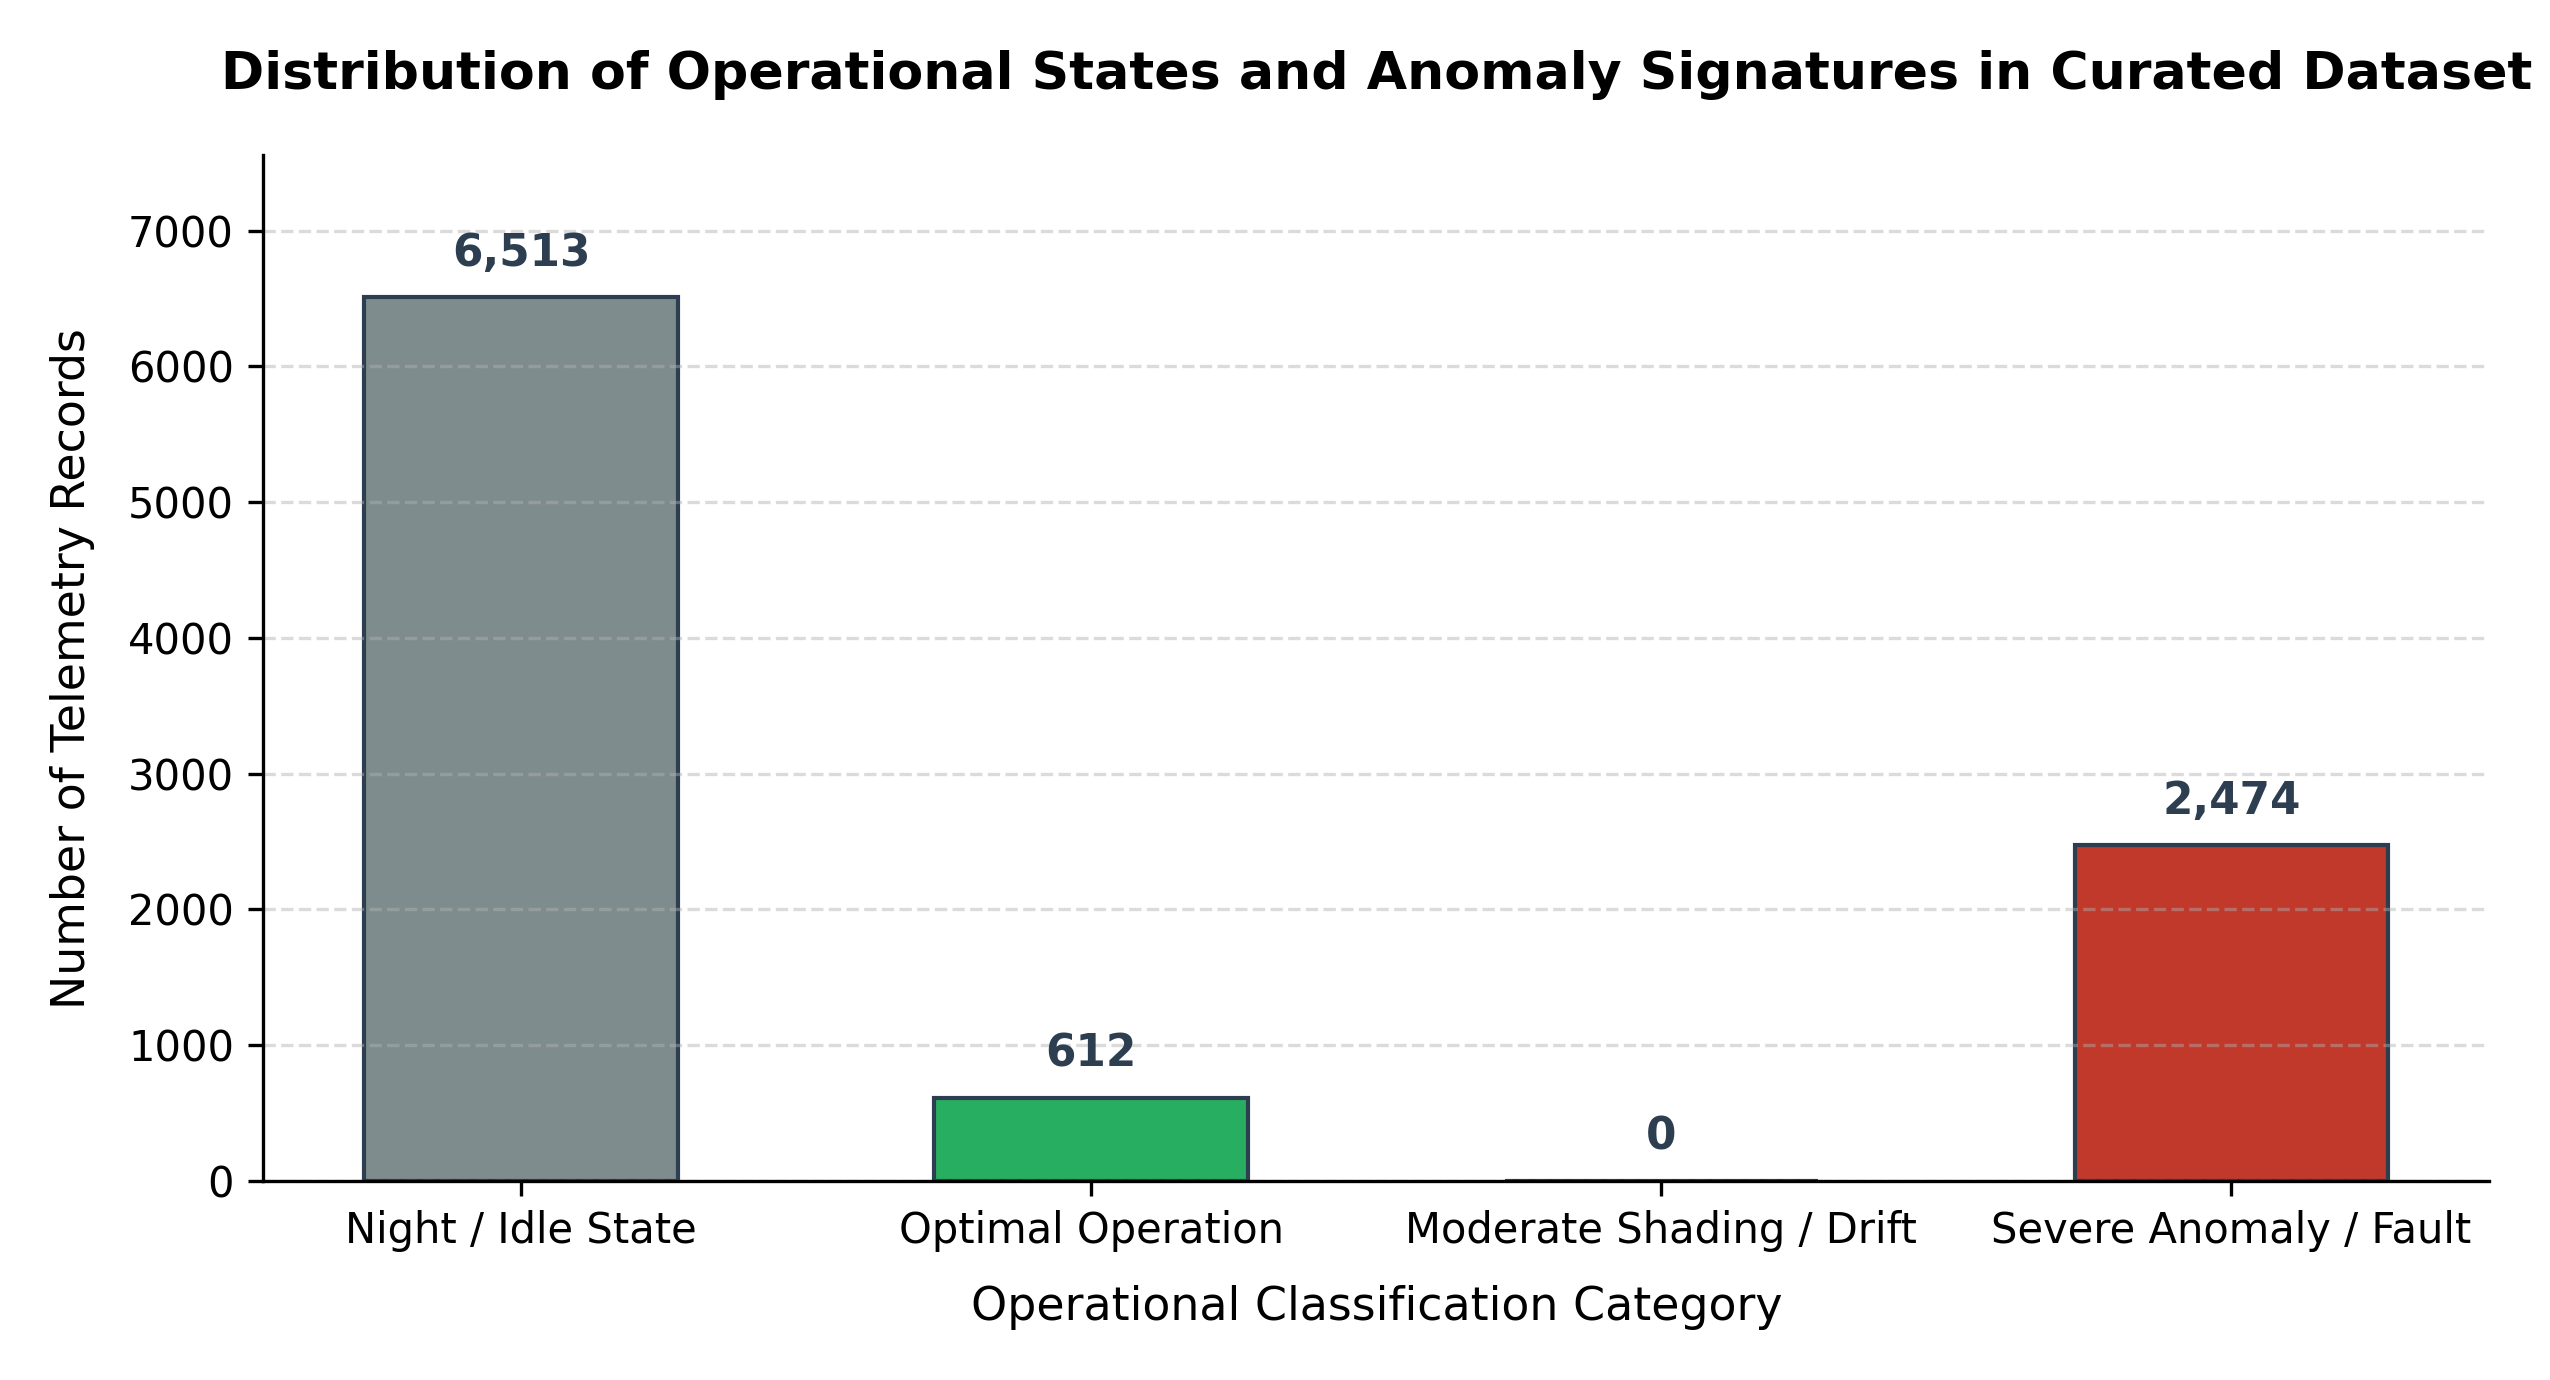 Distribution of Operational States and Anomaly Signatures in Curated Dataset
Number of Telemetry Records
7000
6000
5000
4000
3000
2000
1000
0
6,513
612
0
2,474
Night / Idle State
Optimal Operation
Moderate Shading / Drift
Severe Anomaly / Fault
Operational Classification Category